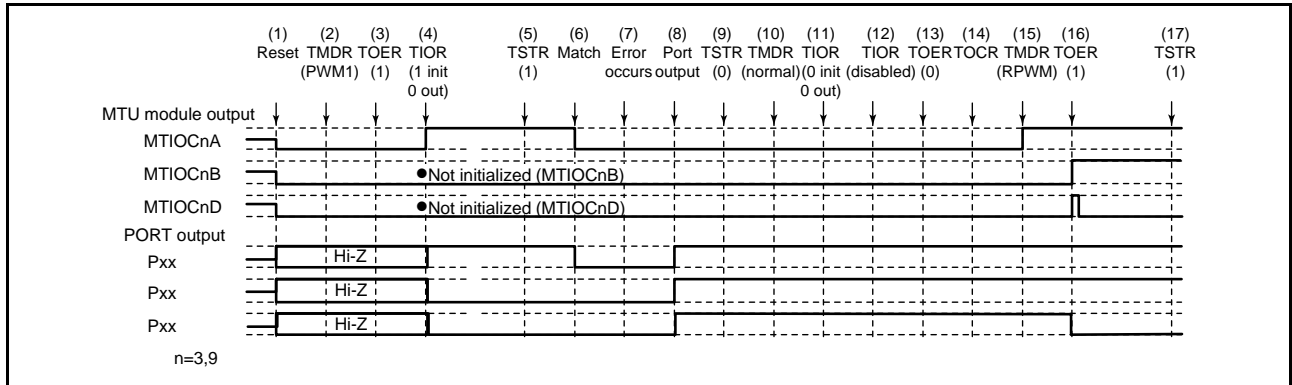 (1) (2) (3) (4) (5) (6) (7) (8) (9) (10) (11) (12) (13) (14) (15) (16) (17)
Reset TMDR TOER TIOR TSTR Match Error Port TSTR TMDR TIOR TIOR TOER TOCR TMDR TOER TSTR
(PWM1) (1) (1 init (1) occurs output (0) (normal) (0 init (disabled) (0) (RPWM) (1) (1)
0 out) 0 out)
MTU module output
MTIOCnA
MTIOCnB ●Not initialized (MTIOCnB)
MTIOCnD ●Not initialized (MTIOCnD)
PORT output
Pxx Hi-Z
Pxx Hi-Z
Pxx Hi-Z
n=3,9